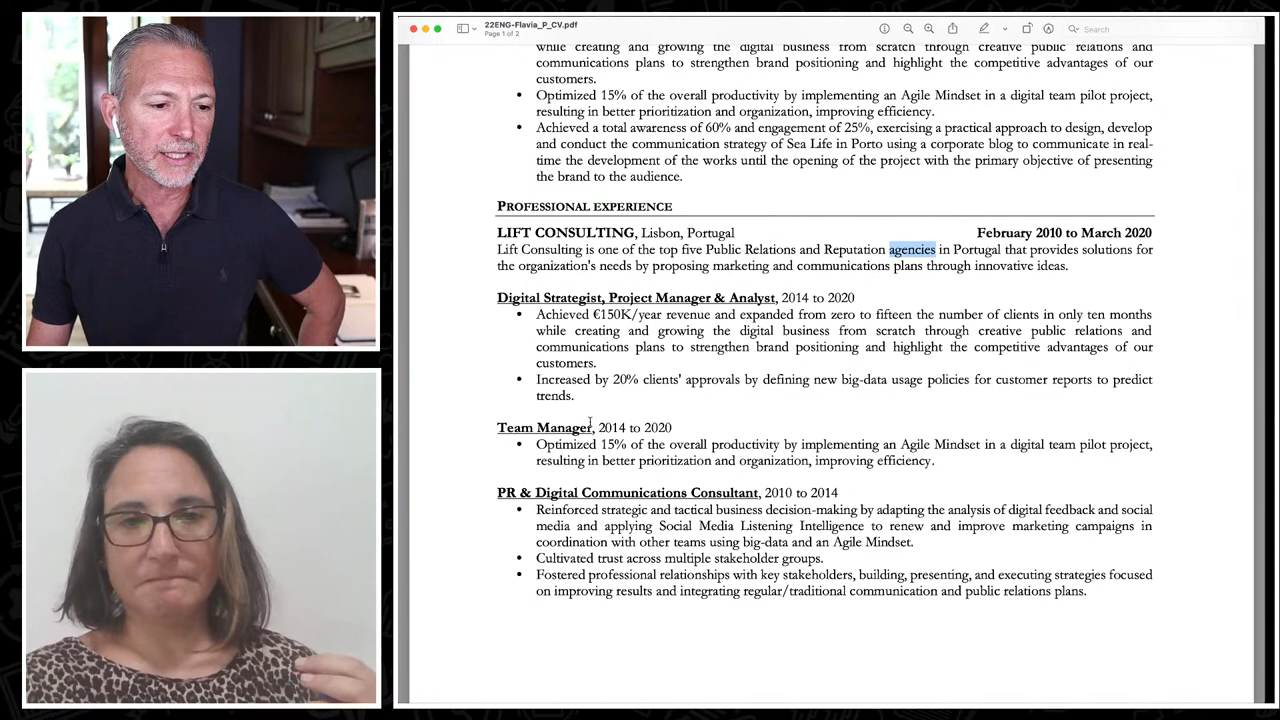 22ENG-Flavia_P_CV.pdf
Page 1 of 2
Search
while creating and growing the digital business from scratch through creative public relations and
communications plans to strengthen brand positioning and highlight the competitive advantages of our
customers.
• Optimized 15% of the overall productivity by implementing an Agile Mindset in a digital team pilot project,
resulting in better prioritization and organization, improving efficiency.
• Achieved a total awareness of 60% and engagement of 25%, exercising a practical approach to design, develop
and conduct the communication strategy of Sea Life in Porto using a corporate blog to communicate in real-
time the development of the works until the opening of the project with the primary objective of presenting
the brand to the audience.
PROFESSIONAL EXPERIENCE
LIFT CONSULTING, Lisbon, Portugal February 2010 to March 2020
Lift Consulting is one of the top five Public Relations and Reputation agencies in Portugal that provides solutions for
the organization's needs by proposing marketing and communications plans through innovative ideas.
Digital Strategist, Project Manager & Analyst, 2014 to 2020
• Achieved €150K/year revenue and expanded from zero to fifteen the number of clients in only ten months
while creating and growing the digital business from scratch through creative public relations and
communications plans to strengthen brand positioning and highlight the competitive advantages of our
customers.
• Increased by 20% clients' approvals by defining new big-data usage policies for customer reports to predict
trends.
Team Manager, 2014 to 2020
• Optimized 15% of the overall productivity by implementing an Agile Mindset in a digital team pilot project,
resulting in better prioritization and organization, improving efficiency.
PR & Digital Communications Consultant, 2010 to 2014
• Reinforced strategic and tactical business decision-making by adapting the analysis of digital feedback and social
media and applying Social Media Listening Intelligence to renew and improve marketing campaigns in
coordination with other teams using big-data and an Agile Mindset.
• Cultivated trust across multiple stakeholder groups.
• Fostered professional relationships with key stakeholders, building, presenting, and executing strategies focused
on improving results and integrating regular/traditional communication and public relations plans.